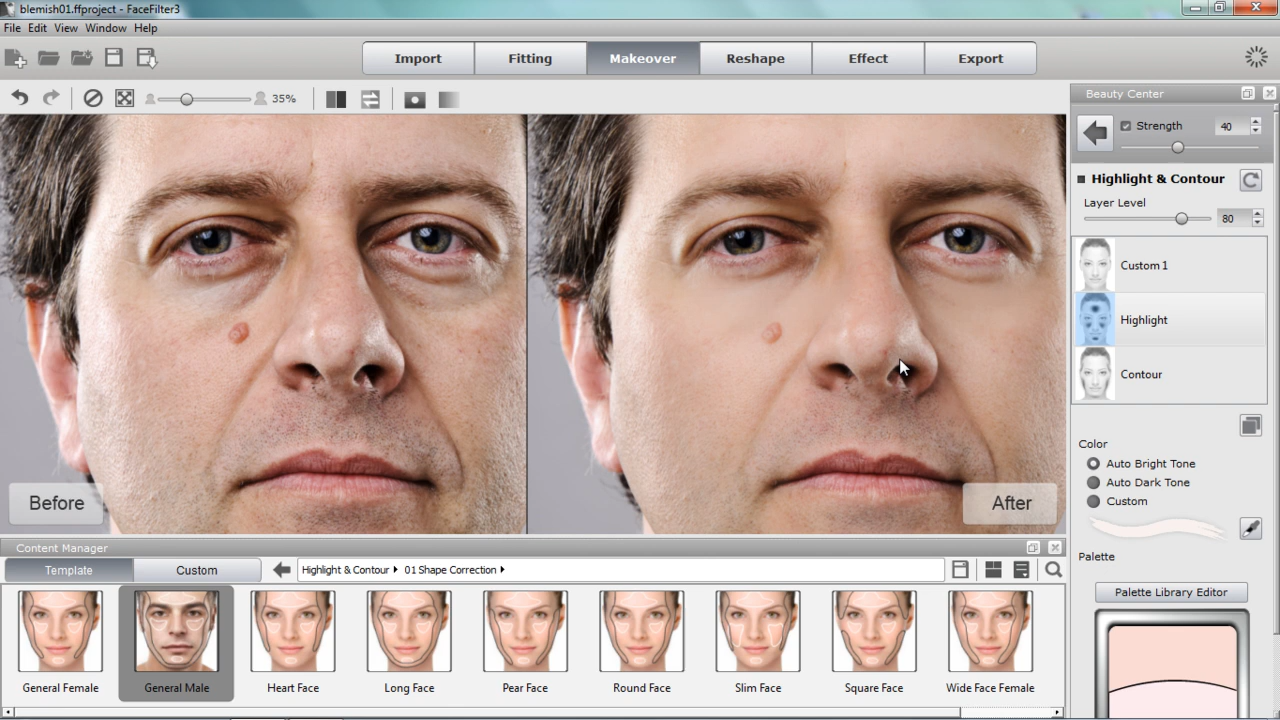 blemish01.ffproject - FaceFilter3
File Edit View Window Help
Import Fitting Makeover Reshape Effect Export
35%
Beauty Center
Strength 40
Highlight & Contour
Layer Level
80
Custom1
Highlight
Contour
Color
Auto Bright Tone
Auto Dark Tone
Custom
Palette
Palette Library Editor
Before
After
Content Manager
Template Custom Highlight & Contour 01 Shape Correction
General Female General Male Heart Face Long Face Pear Face Round Face Slim Face Square Face Wide Face Female